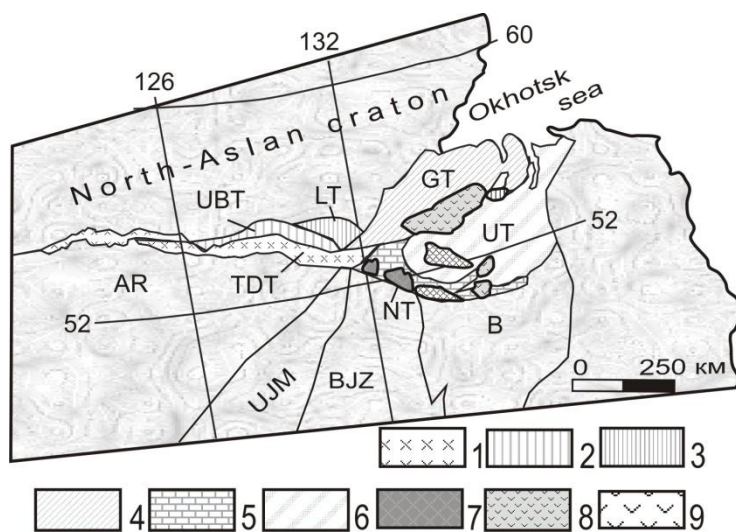 132
60
126
Okhotsk
sea
North-Aslan craton
GT
LT
UBT
UT
52
AR
TDT
52
NT
B
UJM
BJZ
0 250 км
1 2 3
4 5 6 7 8 9